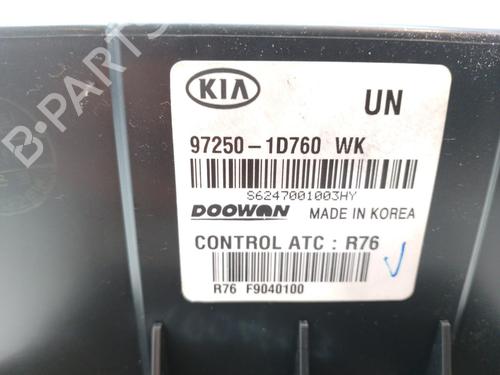 KIA
UN
97250-1D760 WK
S6247001003HY
DOOWON MADE IN KOREA
CONTROL ATC : R76
R76 F9040100
B-PARTS